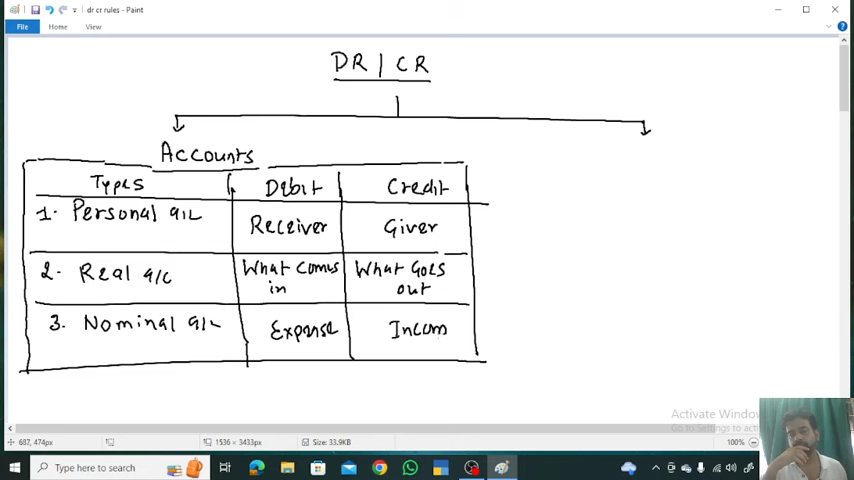 dr cr rules - Paint
File Home View
DR | CR
Accounts
Types Debit Credit
1. Personal a/c Receiver Giver
2. Real a/c What Comes in What Goes out
3. Nominal a/c Expense Incom
Activate Window
Go to Settings to activ
687, 474px 1536 × 3433px Size: 33.9KB 100%
Type here to search